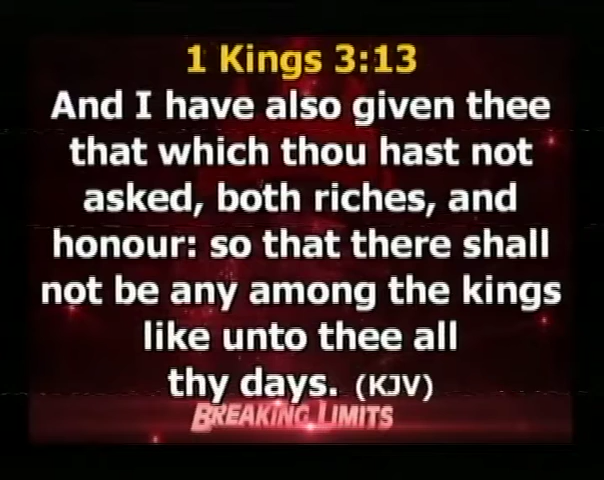 1 Kings 3:13
And I have also given thee
that which thou hast not
asked, both riches, and
honour: so that there shall
not be any among the kings
like unto thee all
thy days. (KJV)
BREAKING LIMITS